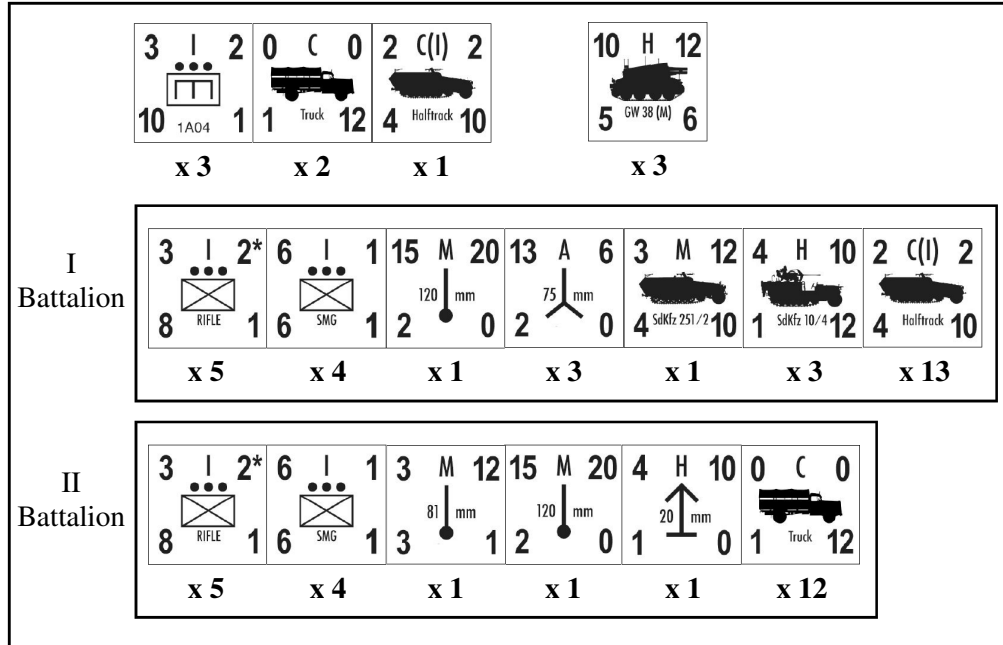 3 I 2 0 C 0 2 C(I) 2 10 H 12
1A04 Truck Halftrack GW 38 (M)
10 1 1 12 4 10 5 6
x 3 x 2 x 1 x 3
I
Battalion
3 I 2* 6 I 1 15 M 20 13 A 6 3 M 12 4 H 10 2 C(I) 2
120 mm 75 mm
RIFLE SMG SdKfz 251/2 SdKfz 10/4 Halftrack
8 1 6 1 2 0 2 0 4 10 1 12 4 10
x 5 x 4 x 1 x 3 x 1 x 3 x 13
II
Battalion
3 I 2* 6 I 1 3 M 12 15 M 20 4 H 10 0 C 0
81 mm 120 mm 20 mm
RIFLE SMG Truck
8 1 6 1 3 1 2 0 1 0 1 12
x 5 x 4 x 1 x 1 x 1 x 12